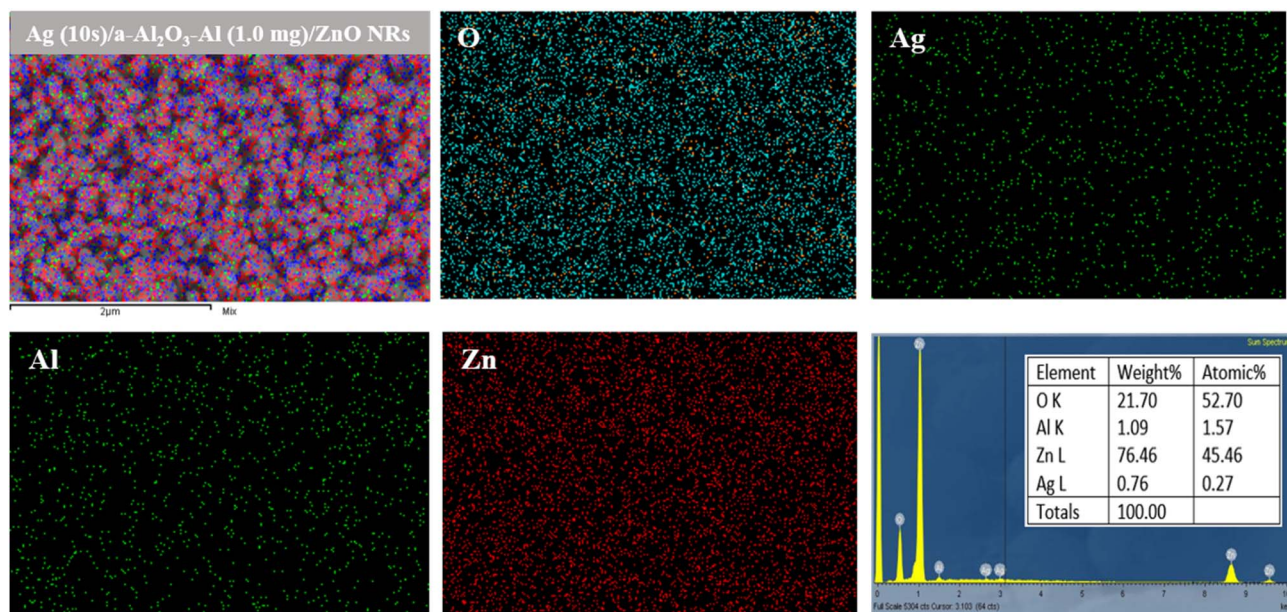 Ag (10s)/a-Al₂O₃-Al (1.0 mg)/ZnO NRs
2μm
Mix
O
Ag
Al
Zn
Sum Spectru
Element Weight% Atomic%
O K 21.70 52.70
Al K 1.09 1.57
Zn L 76.46 45.46
Ag L 0.76 0.27
Totals 100.00
0 1 2 3 4 5 6 7 8 9
Full Scale 5304 cts Cursor: 3.103 (64 cts)